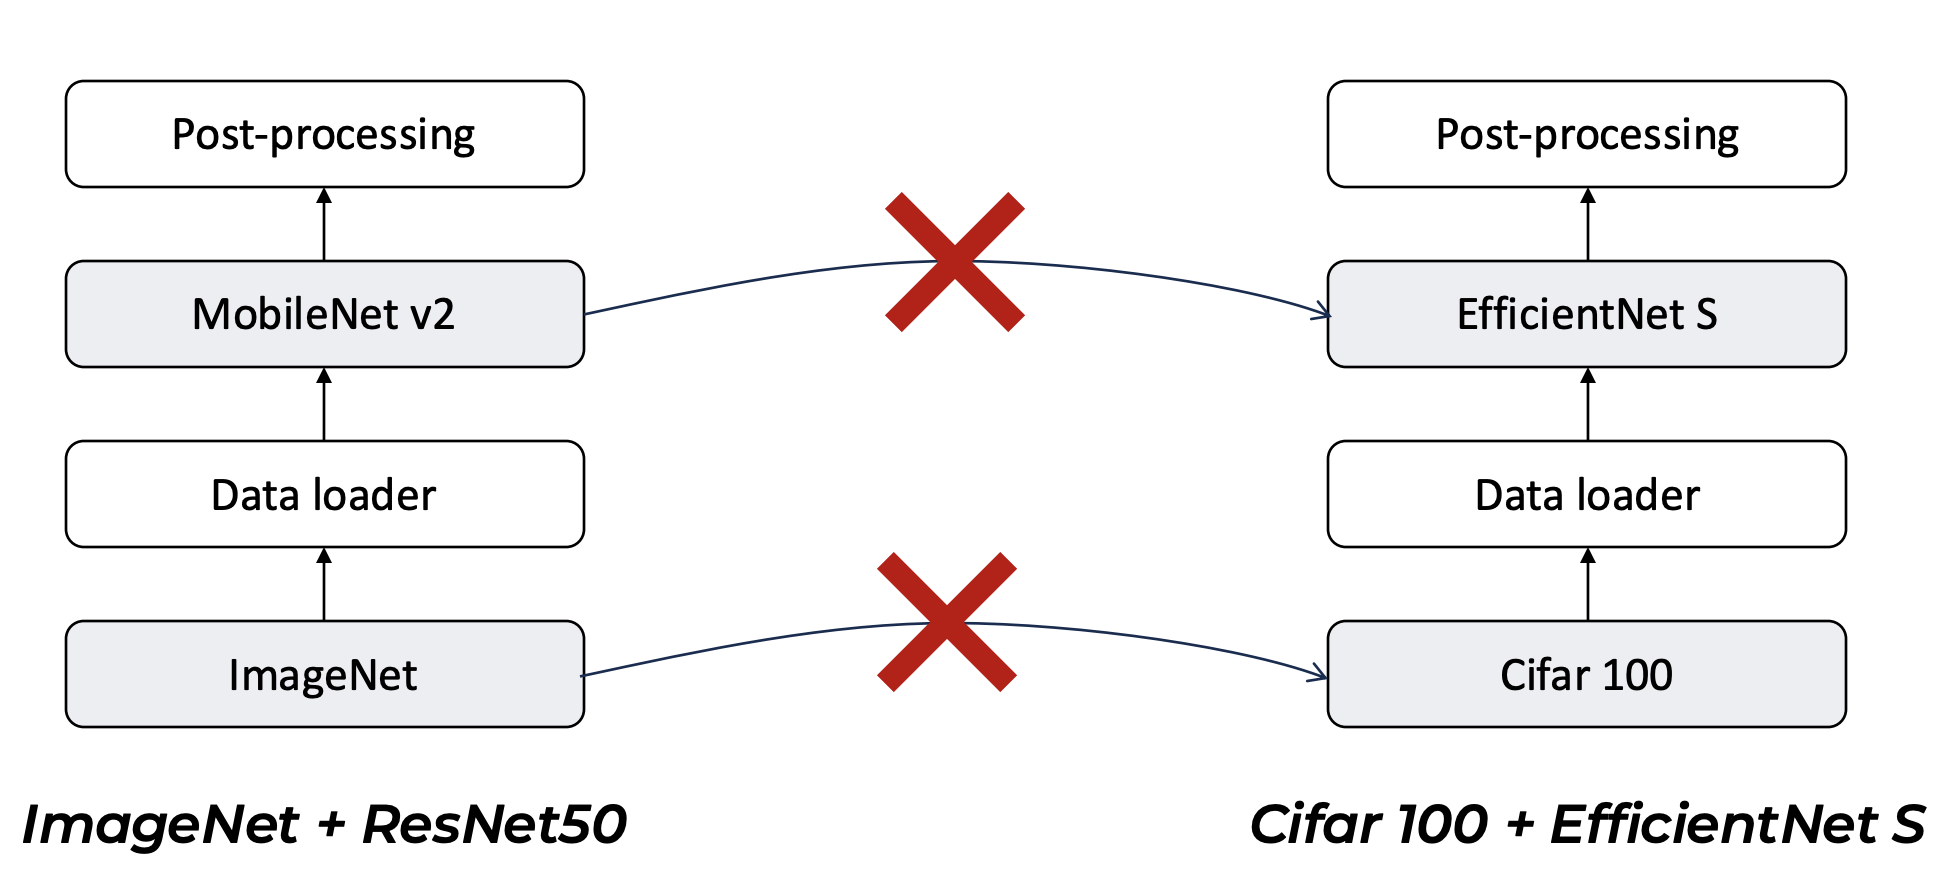 Post-processing
MobileNet v2
Data loader
ImageNet
ImageNet + ResNet50
Post-processing
EfficientNet S
Data loader
Cifar 100
Cifar 100 + EfficientNet S